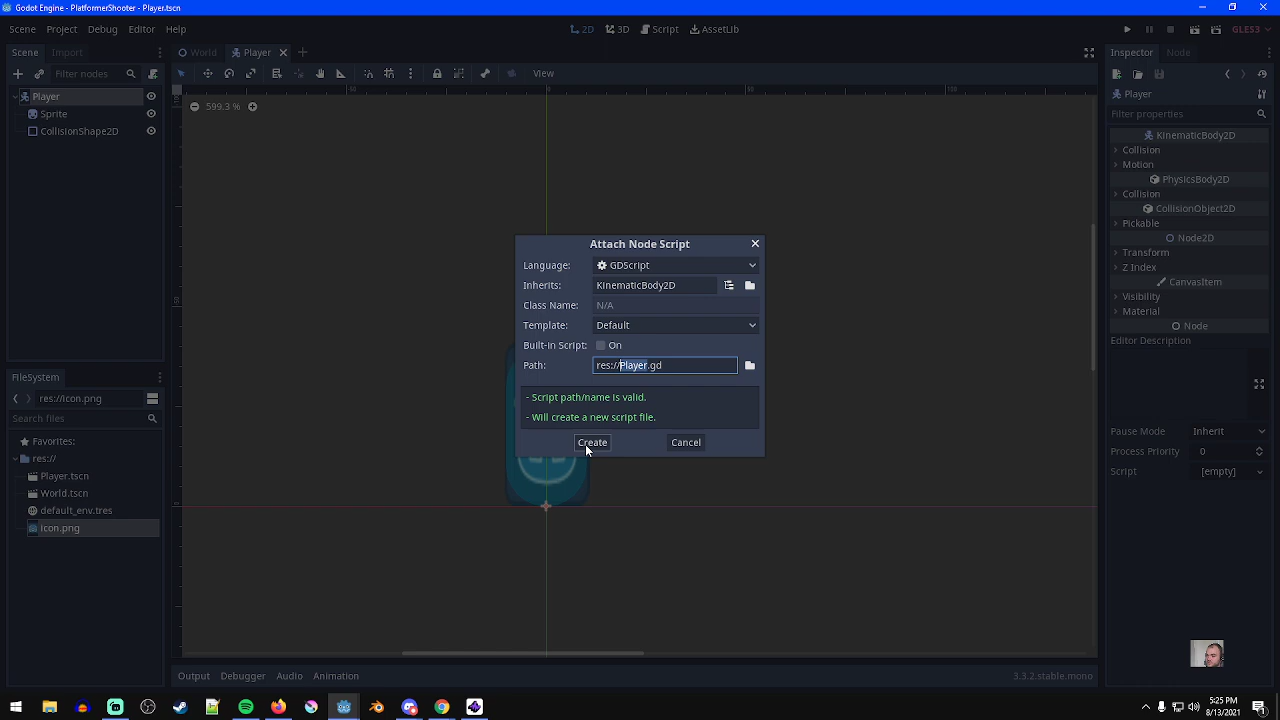 Godot Engine - PlatformerShooter - Player.tscn
Scene Project Debug Editor Help
2D 3D Script AssetLib
GLES3
Scene Import
World Player
Inspector Node
Filter nodes
View
Player
Sprite
CollisionShape2D
599.3 %
50 0 50 100
Player
Filter properties
KinematicBody2D
Collision
Motion
PhysicsBody2D
Collision
CollisionObject2D
Pickable
Node2D
Transform
Z Index
CanvasItem
Visibility
Material
Node
Editor Description
Pause Mode Inherit
Process Priority 0
Script [empty]
Attach Node Script
Language: GDScript
Inherits: KinematicBody2D
Class Name: N/A
Template: Default
Built-in Script: On
Path: res://Player.gd
- Script path/name is valid.
- Will create a new script file.
Create Cancel
FileSystem
res://icon.png
Search files
Favorites:
res://
Player.tscn
World.tscn
default_env.tres
icon.png
Output Debugger Audio Animation
3.3.2.stable.mono
5:25 PM
8/13/2021